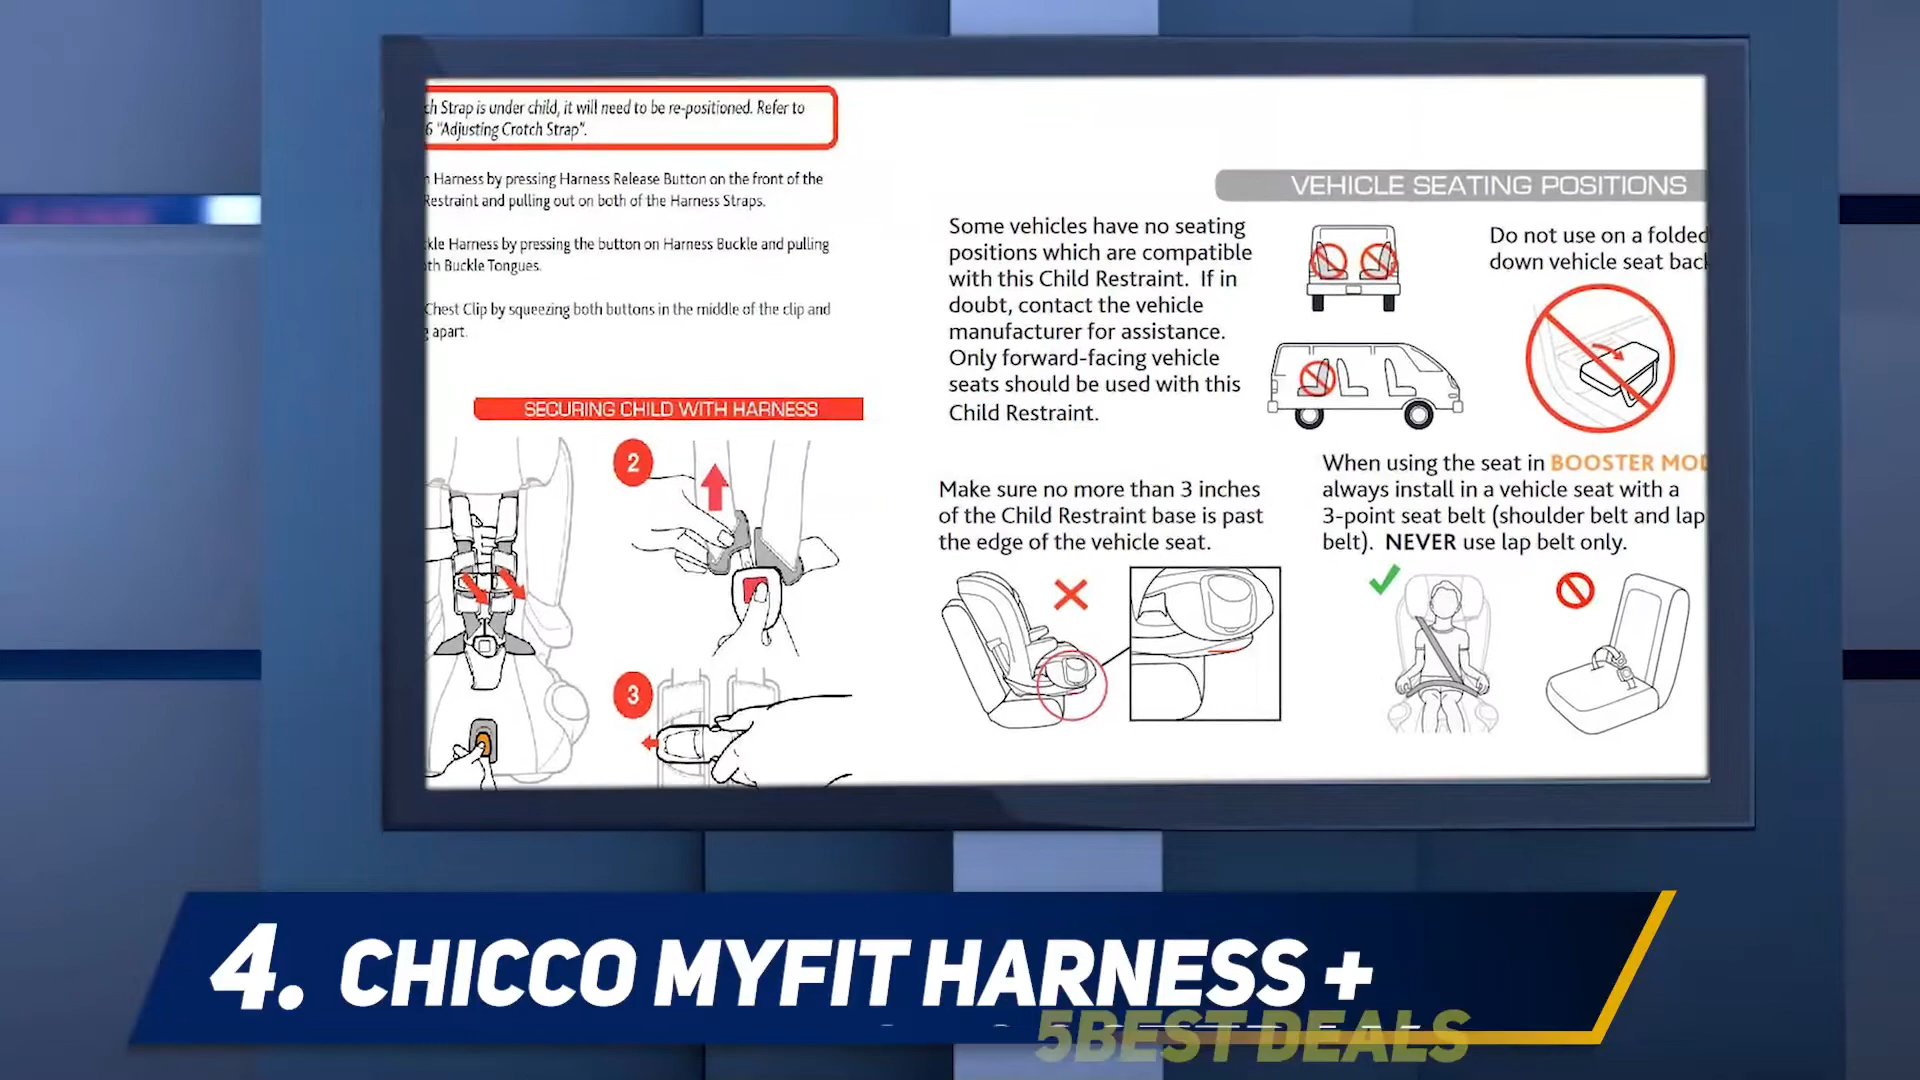 ch Strap is under child, it will need to be re-positioned. Refer to
6 "Adjusting Crotch Strap".
Harness by pressing Harness Release Button on the front of the
Restraint and pulling out on both of the Harness Straps.
kle Harness by pressing the button on Harness Buckle and pulling
th Buckle Tongues.
Chest Clip by squeezing both buttons in the middle of the clip and
apart.
SECURING CHILD WITH HARNESS
2
3
VEHICLE SEATING POSITIONS
Some vehicles have no seating
positions which are compatible
with this Child Restraint. If in
doubt, contact the vehicle
manufacturer for assistance.
Only forward-facing vehicle
seats should be used with this
Child Restraint.
Do not use on a folded
down vehicle seat back
Make sure no more than 3 inches
of the Child Restraint base is past
the edge of the vehicle seat.
When using the seat in BOOSTER MOD
always install in a vehicle seat with a
3-point seat belt (shoulder belt and lap
belt). NEVER use lap belt only.
4. CHICCO MYFIT HARNESS +
5BEST DEALS